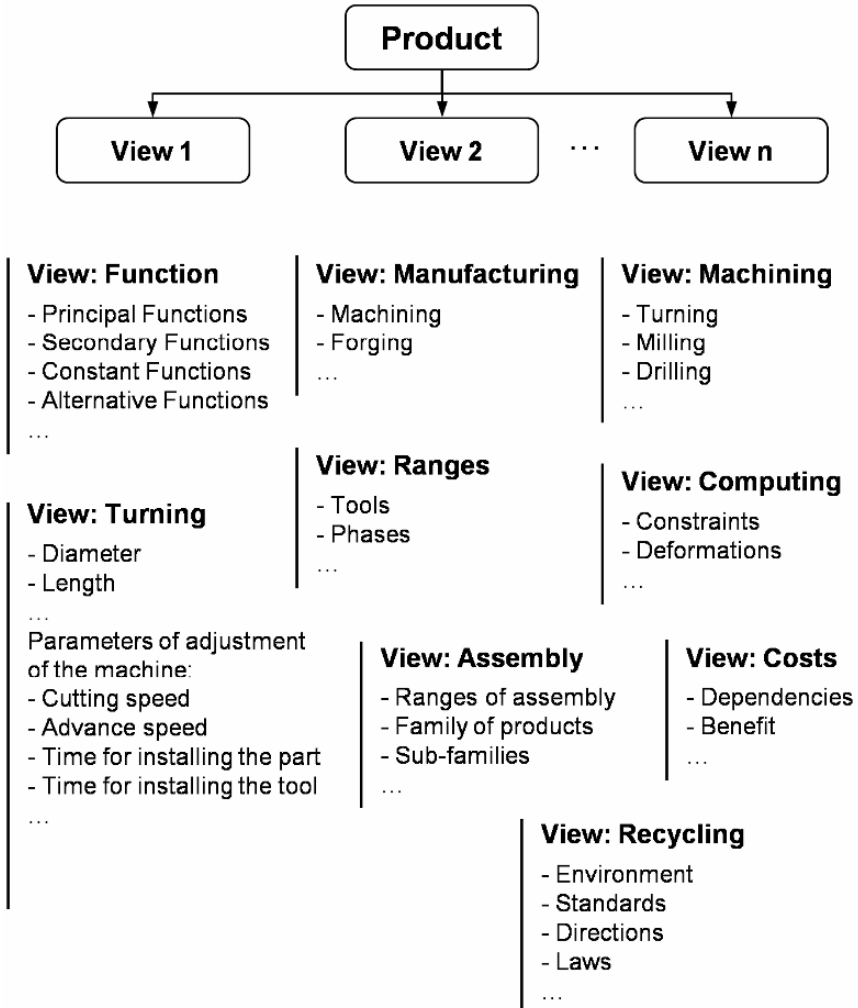 Product
View 1
View 2
...
View n
View: Function
- Principal Functions
- Secondary Functions
- Constant Functions
- Alternative Functions
...
View: Manufacturing
- Machining
- Forging
...
View: Machining
- Turning
- Milling
- Drilling
...
View: Turning
- Diameter
- Length
...
Parameters of adjustment
of the machine:
- Cutting speed
- Advance speed
- Time for installing the part
- Time for installing the tool
...
View: Ranges
- Tools
- Phases
...
View: Computing
- Constraints
- Deformations
...
View: Assembly
- Ranges of assembly
- Family of products
- Sub-families
...
View: Costs
- Dependencies
- Benefit
...
View: Recycling
- Environment
- Standards
- Directions
- Laws
...